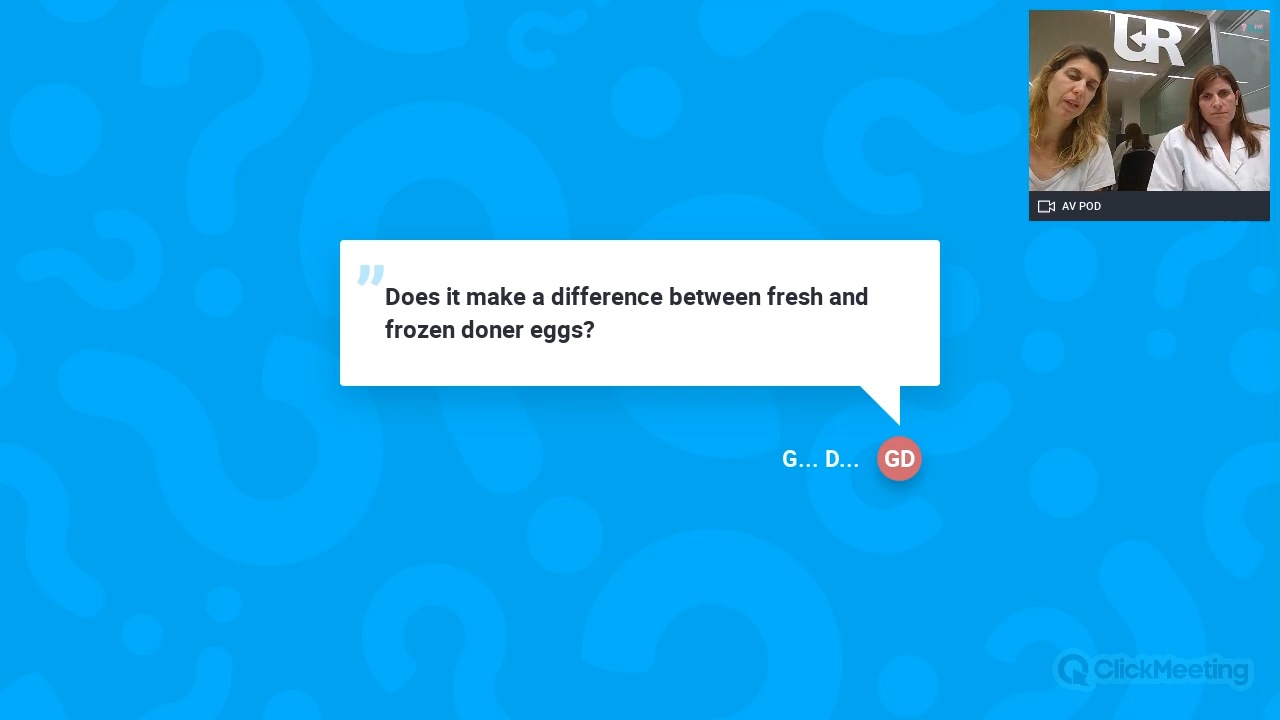 UR
AV POD
”
Does it make a difference between fresh and
frozen doner eggs?
G... D... GD
ClickMeeting